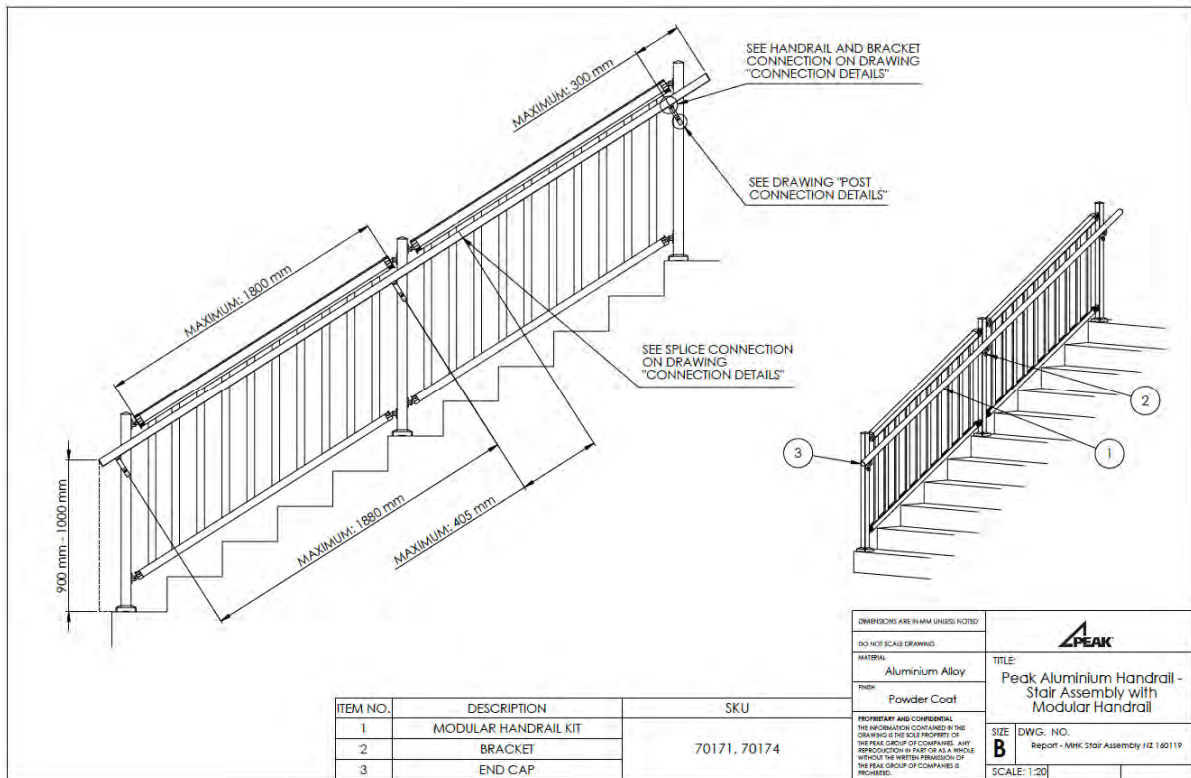 MAXIMUM: 300 mm
SEE HANDRAIL AND BRACKET
CONNECTION ON DRAWING
"CONNECTION DETAILS"
SEE DRAWING "POST
CONNECTION DETAILS"
MAXIMUM: 1800 mm
SEE SPLICE CONNECTION
ON DRAWING
"CONNECTION DETAILS"
900 mm - 1000 mm
MAXIMUM: 1880 mm
MAXIMUM: 405 mm
2
3
1
ITEM NO. DESCRIPTION SKU
1 MODULAR HANDRAIL KIT
2 BRACKET 70171, 70174
3 END CAP
DIMENSIONS ARE IN MM UNLESS NOTED
DO NOT SCALE DRAWING
MATERIAL
Aluminium Alloy
FINISH
Powder Coat
PROPRIETARY AND CONFIDENTIAL
THE INFORMATION CONTAINED IN THIS
DRAWING IS THE SOLE PROPERTY OF
THE PEAK GROUP OF COMPANIES. ANY
REPRODUCTION IN PART OR AS A WHOLE
WITHOUT THE WRITTEN PERMISSION OF
THE PEAK GROUP OF COMPANIES IS
PROHIBITED.
PEAK
TITLE:
Peak Aluminium Handrail -
Stair Assembly with
Modular Handrail
SIZE DWG. NO.
B Report - MHK Stair Assembly NZ 160119
SCALE: 1:20